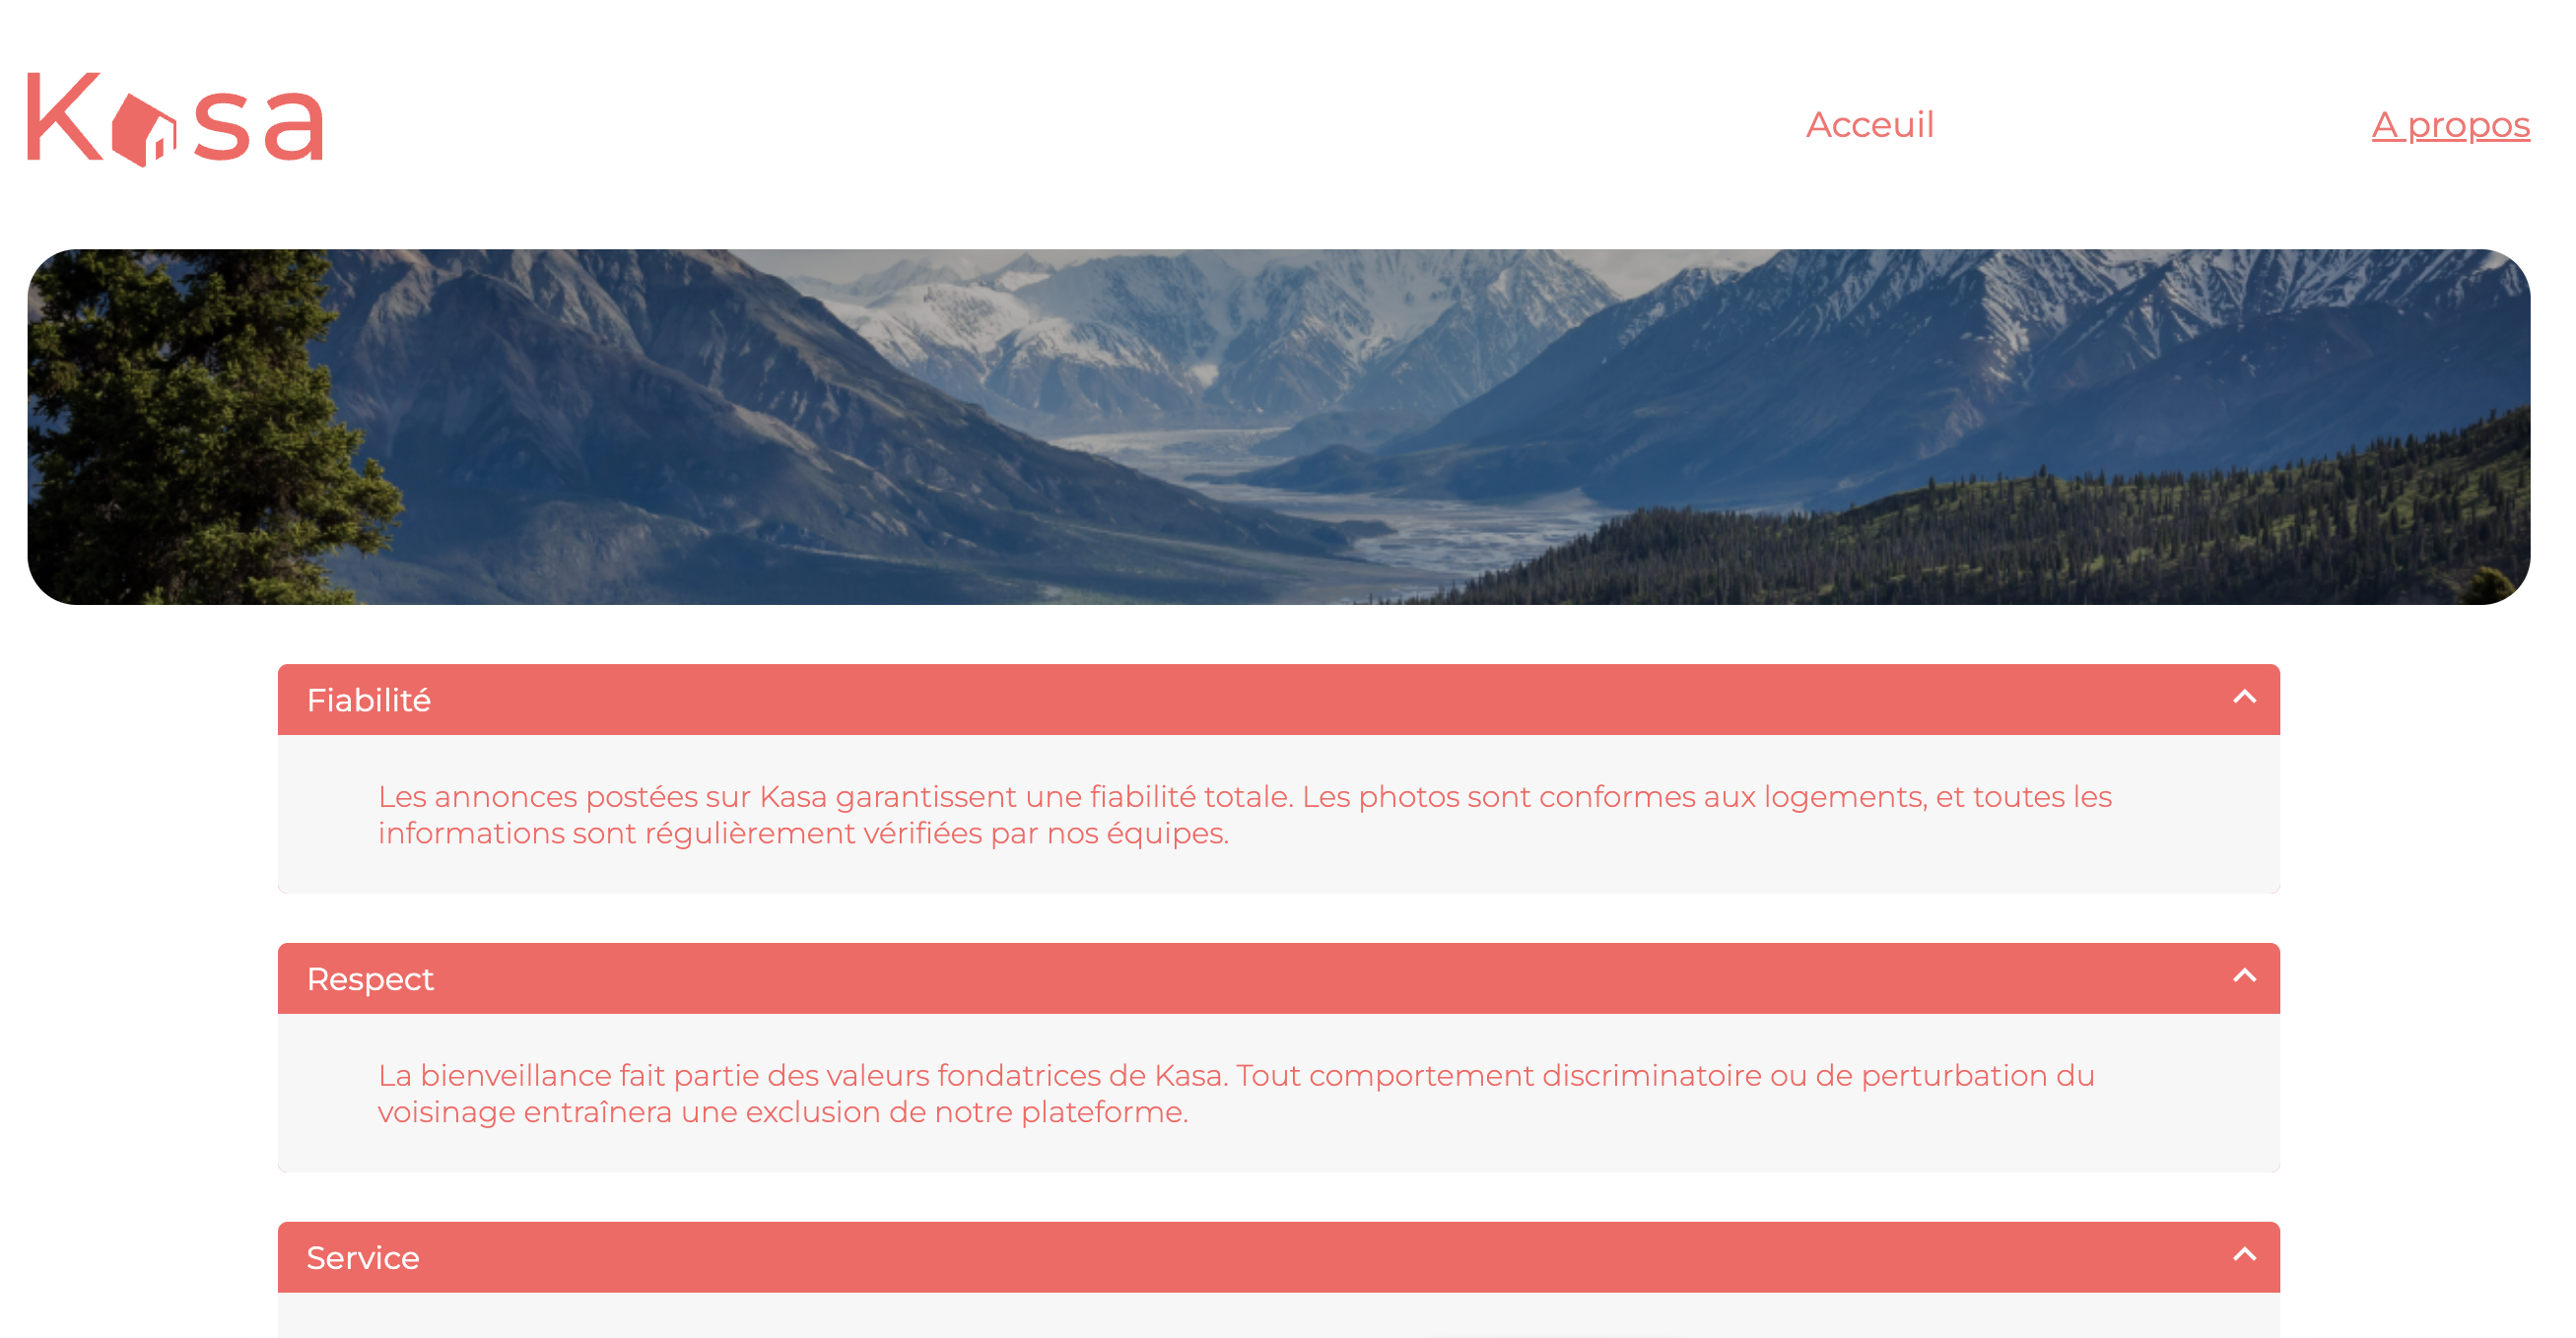 Kasa
Acceuil
A propos
Fiabilité
Les annonces postées sur Kasa garantissent une fiabilité totale. Les photos sont conformes aux logements, et toutes les
informations sont régulièrement vérifiées par nos équipes.
Respect
La bienveillance fait partie des valeurs fondatrices de Kasa. Tout comportement discriminatoire ou de perturbation du
voisinage entraînera une exclusion de notre plateforme.
Service